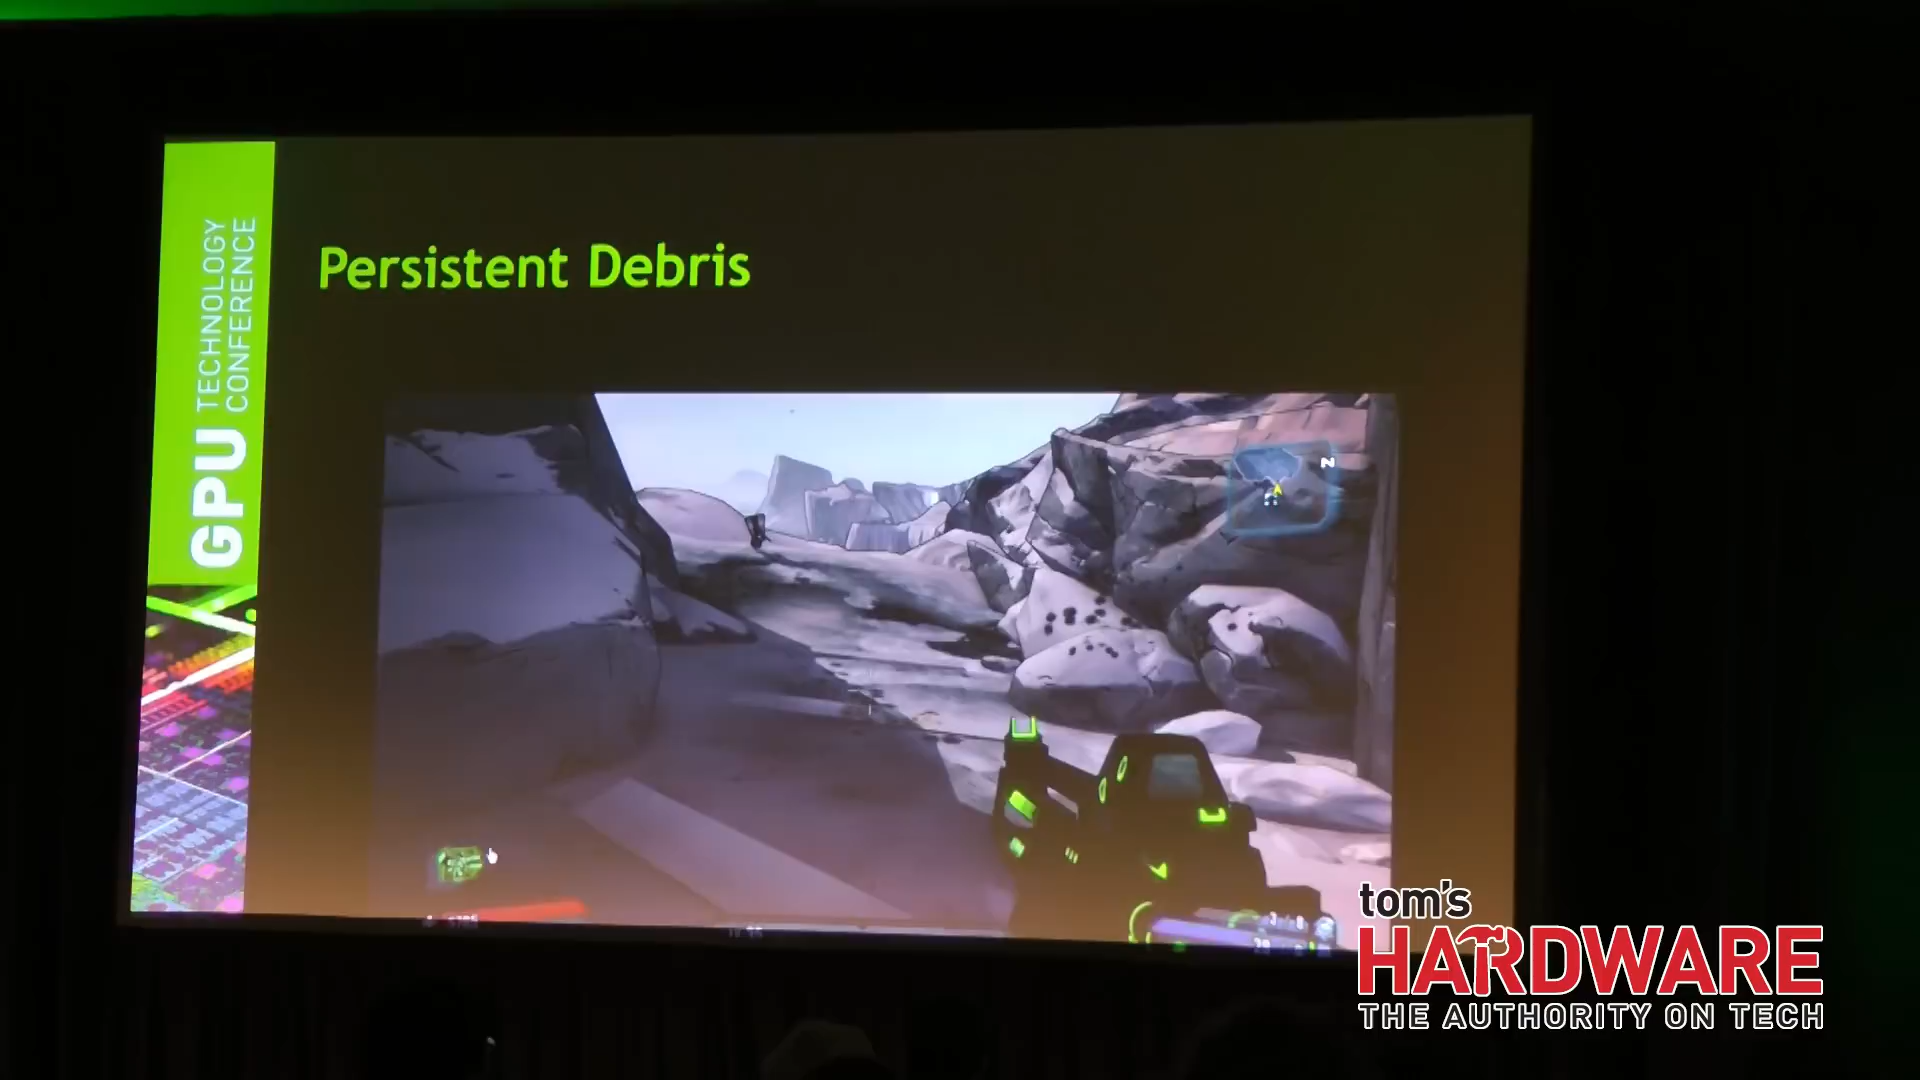 GPU TECHNOLOGY
CONFERENCE
Persistent Debris
N
tom's
HARDWARE
THE AUTHORITY ON TECH